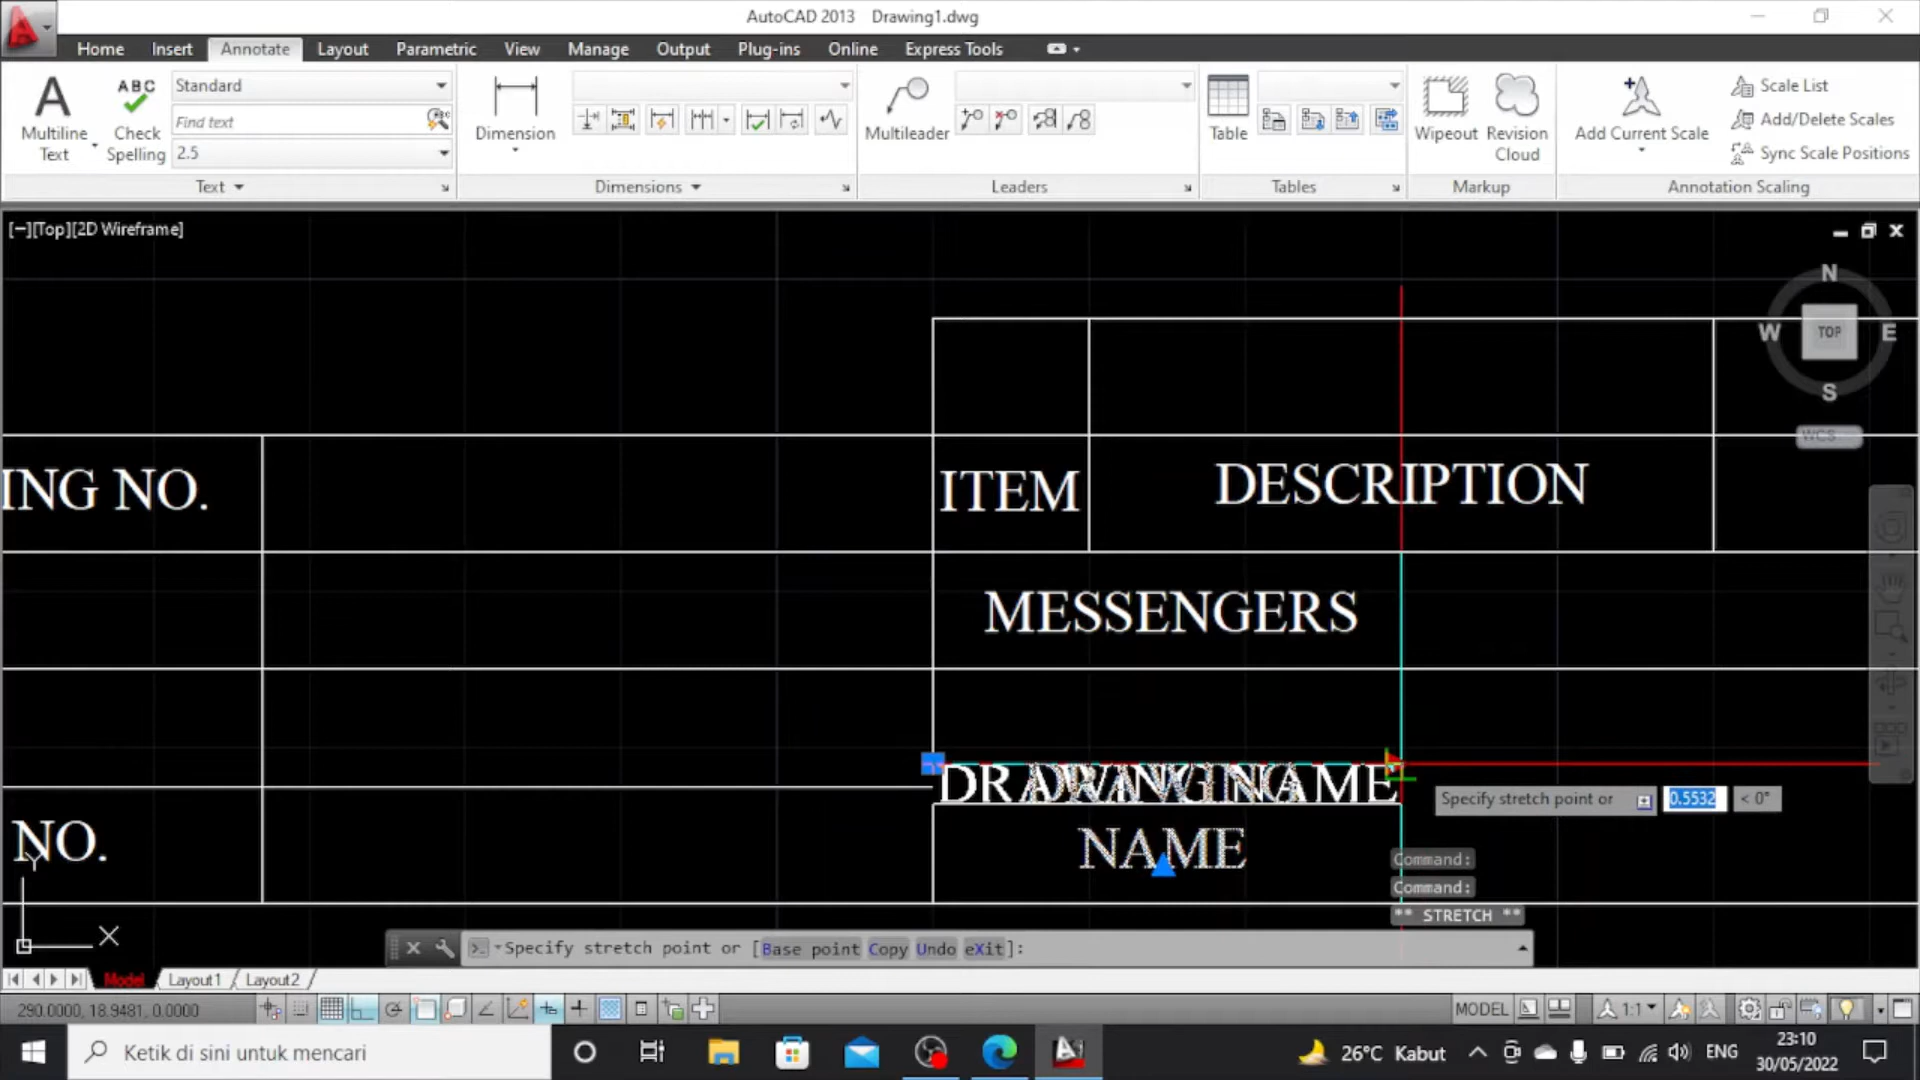 AutoCAD 2013 Drawing1.dwg
Home Insert Annotate Layout Parametric View Manage Output Plug-ins Online Express Tools
Multiline Text
ABC Check Spelling
Standard
Find text
2.5
Dimension
Multileader
Table
Wipeout
Revision Cloud
Add Current Scale
Scale List
Add/Delete Scales
Sync Scale Positions
Text Dimensions Leaders Tables Markup Annotation Scaling
[−][Top][2D Wireframe]
N
W TOP E
S
WCS
ING NO. ITEM DESCRIPTION
MESSENGERS
DRAWING NAME
Specify stretch point or 0.5532 < 0°
NO. NAME
Y
X
Command:
Command:
** STRETCH **
Specify stretch point or [Base point Copy Undo eXit]:
Model Layout1 Layout2
290.0000, 18.9481, 0.0000 MODEL 1:1
Ketik di sini untuk mencari 26°C Kabut ENG 23:10
30/05/2022